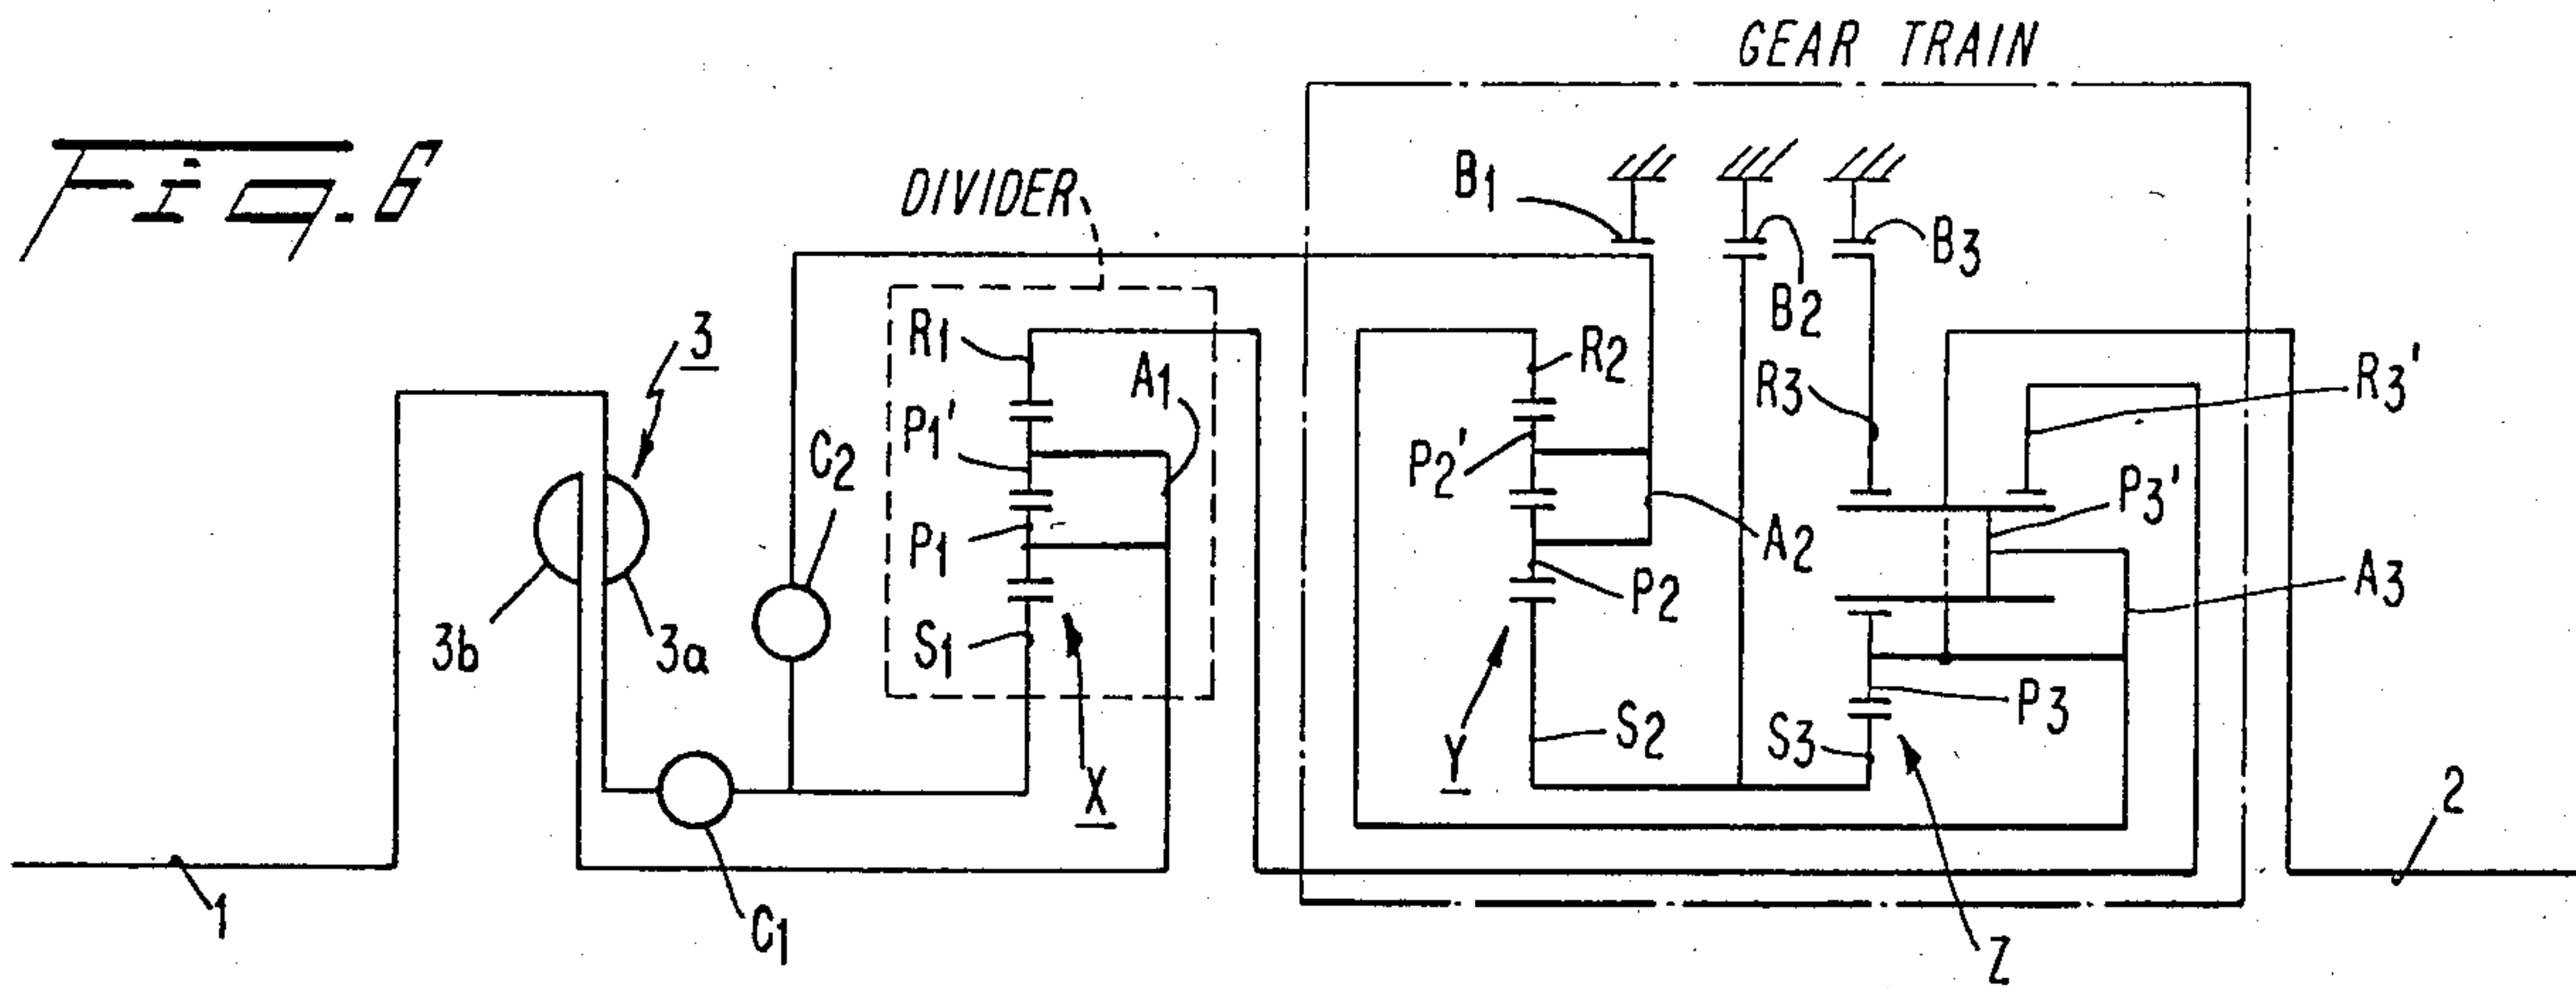 GEAR TRAIN
Fig. 6
DIVIDER
B1
B2
B3
3
R1
A1
R2
R3
R3'
P1'
C2
P2'
P3'
P1
A2
A3
3b
3a
S1
P2
P3
X
Y
S2
S3
2
1
C1
Z